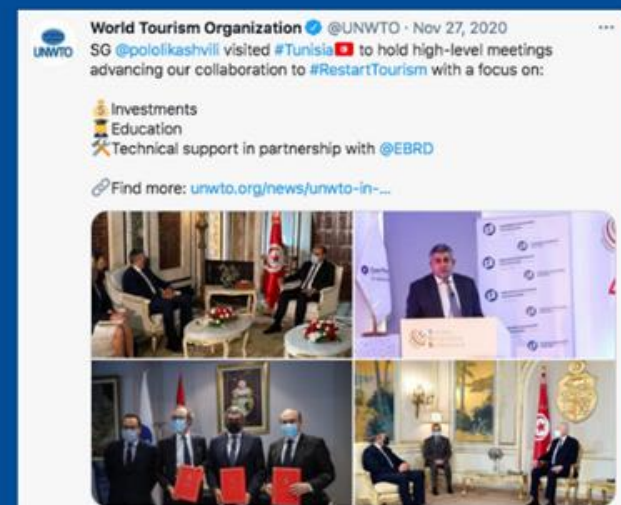 World Tourism Organization @UNWTO · Nov 27, 2020
UNWTO
SG @pololikashvili visited #Tunisia🇹🇳 to hold high-level meetings
advancing our collaboration to #RestartTourism with a focus on:
💰Investments
👨‍🎓Education
🛠Technical support in partnership with @EBRD
🔗Find more: unwto.org/news/unwto-in-...